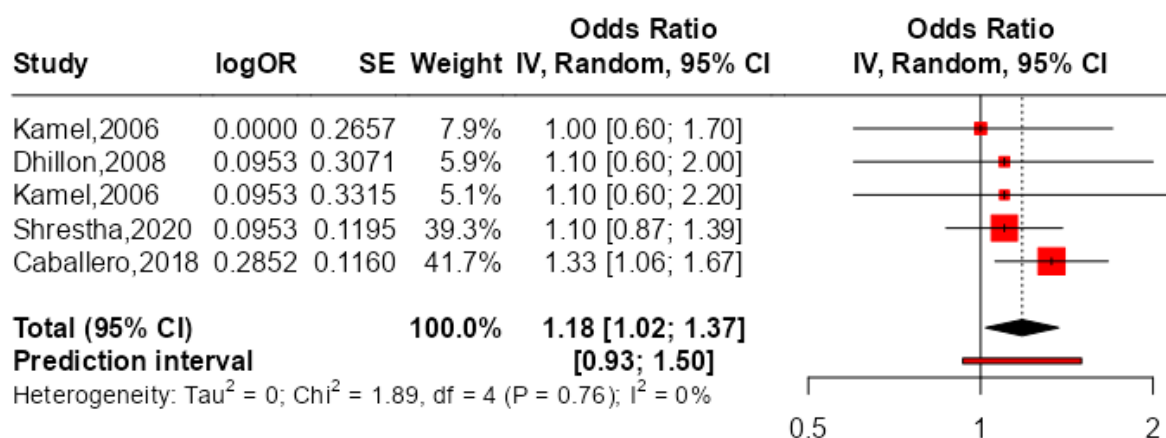 Odds Ratio Odds Ratio
Study logOR SE Weight IV, Random, 95% CI IV, Random, 95% CI
Kamel,2006 0.0000 0.2657 7.9% 1.00 [0.60; 1.70]
Dhillon,2008 0.0953 0.3071 5.9% 1.10 [0.60; 2.00]
Kamel,2006 0.0953 0.3315 5.1% 1.10 [0.60; 2.20]
Shrestha,2020 0.0953 0.1195 39.3% 1.10 [0.87; 1.39]
Caballero,2018 0.2852 0.1160 41.7% 1.33 [1.06; 1.67]
Total (95% CI) 100.0% 1.18 [1.02; 1.37]
Prediction interval [0.93; 1.50]
Heterogeneity: Tau² = 0; Chi² = 1.89, df = 4 (P = 0.76); I² = 0%
0.5 1 2